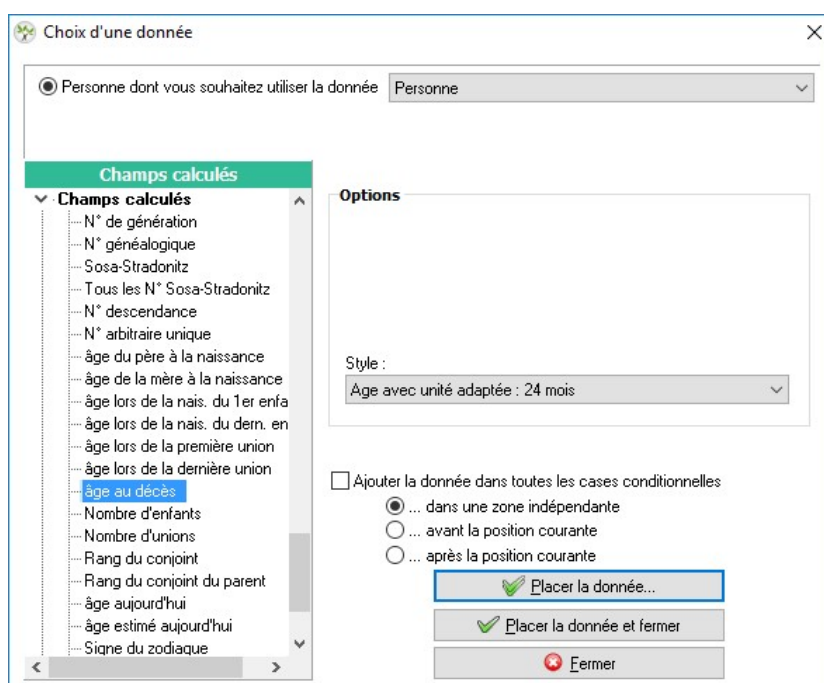 Choix d'une donnée
Personne dont vous souhaitez utiliser la donnée Personne
Champs calculés
Champs calculés
N° de génération
N° généalogique
Sosa-Stradonitz
Tous les N° Sosa-Stradonitz
N° descendance
N° arbitraire unique
âge du père à la naissance
âge de la mère à la naissance
âge lors de la nais. du 1er enfa
âge lors de la nais. du dern. en
âge lors de la première union
âge lors de la dernière union
âge au décès
Nombre d'enfants
Nombre d'unions
Rang du conjoint
Rang du conjoint du parent
âge aujourd'hui
âge estimé aujourd'hui
Signe du zodiaque
Options
Style :
Age avec unité adaptée : 24 mois
Ajouter la donnée dans toutes les cases conditionnelles
... dans une zone indépendante
... avant la position courante
... après la position courante
Placer la donnée...
Placer la donnée et fermer
Fermer